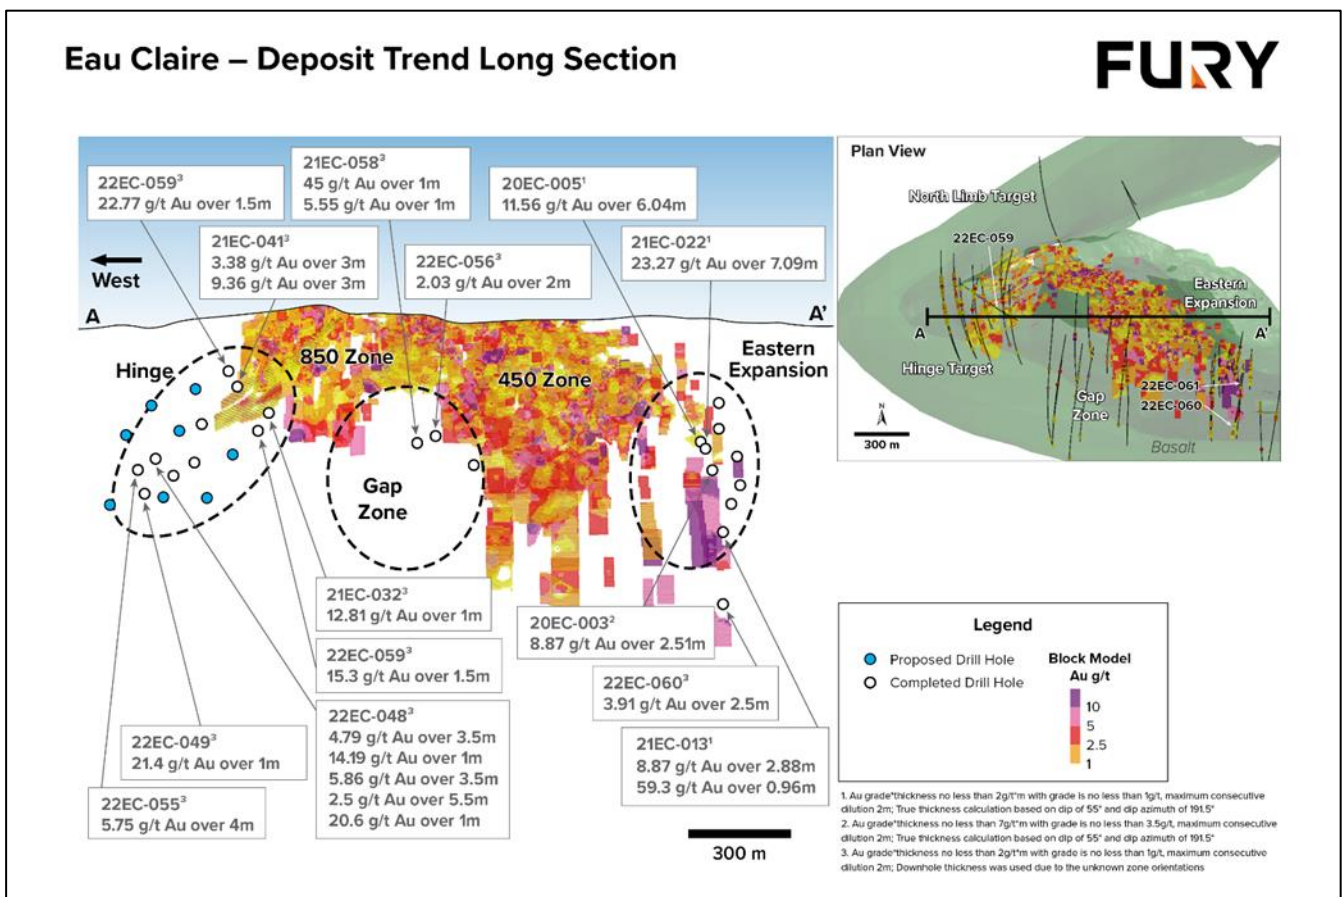 Eau Claire – Deposit Trend Long Section
FURY
22EC-059³
22.77 g/t Au over 1.5m
21EC-058³
45 g/t Au over 1m
5.55 g/t Au over 1m
20EC-005¹
11.56 g/t Au over 6.04m
21EC-041³
3.38 g/t Au over 3m
9.36 g/t Au over 3m
22EC-056³
2.03 g/t Au over 2m
21EC-022¹
23.27 g/t Au over 7.09m
West
A
A'
Hinge
850 Zone
450 Zone
Eastern
Expansion
Gap
Zone
21EC-032³
12.81 g/t Au over 1m
22EC-059³
15.3 g/t Au over 1.5m
22EC-048³
4.79 g/t Au over 3.5m
14.19 g/t Au over 1m
5.86 g/t Au over 3.5m
2.5 g/t Au over 5.5m
20.6 g/t Au over 1m
22EC-049³
21.4 g/t Au over 1m
22EC-055³
5.75 g/t Au over 4m
20EC-003²
8.87 g/t Au over 2.51m
22EC-060³
3.91 g/t Au over 2.5m
21EC-013¹
8.87 g/t Au over 2.88m
59.3 g/t Au over 0.96m
300 m
Plan View
North Limb Target
22EC-059
Eastern
Expansion
A
A'
Hinge Target
22EC-061
22EC-060
Gap
Zone
N
300 m
Basalt
Legend
Proposed Drill Hole
Completed Drill Hole
Block Model
Au g/t
10
5
2.5
1
1. Au grade*thickness no less than 2g/t*m with grade is no less than 1g/t, maximum consecutive
dilution 2m; True thickness calculation based on dip of 55° and dip azimuth of 191.5°
2. Au grade*thickness no less than 7g/t*m with grade is no less than 3.5g/t, maximum consecutive
dilution 2m; True thickness calculation based on dip of 55° and dip azimuth of 191.5°
3. Au grade*thickness no less than 2g/t*m with grade is no less than 1g/t, maximum consecutive
dilution 2m; Downhole thickness was used due to the unknown zone orientations